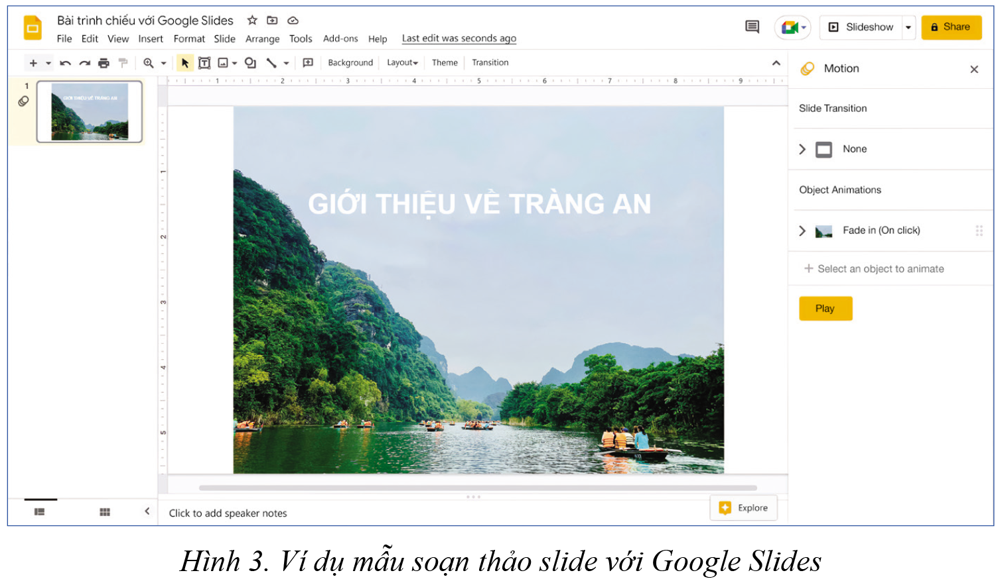 Bài trình chiếu với Google Slides
File Edit View Insert Format Slide Arrange Tools Add-ons Help Last edit was seconds ago
Slideshow
Share
Background Layout Theme Transition
Motion
1
GIỚI THIỆU VỀ TRÀNG AN
1 2 3 4 5 6 7 8 9
1
2
3
4
5
GIỚI THIỆU VỀ TRÀNG AN
Slide Transition
None
Object Animations
Fade in (On click)
+ Select an object to animate
Play
Click to add speaker notes
Explore
Hình 3. Ví dụ mẫu soạn thảo slide với Google Slides